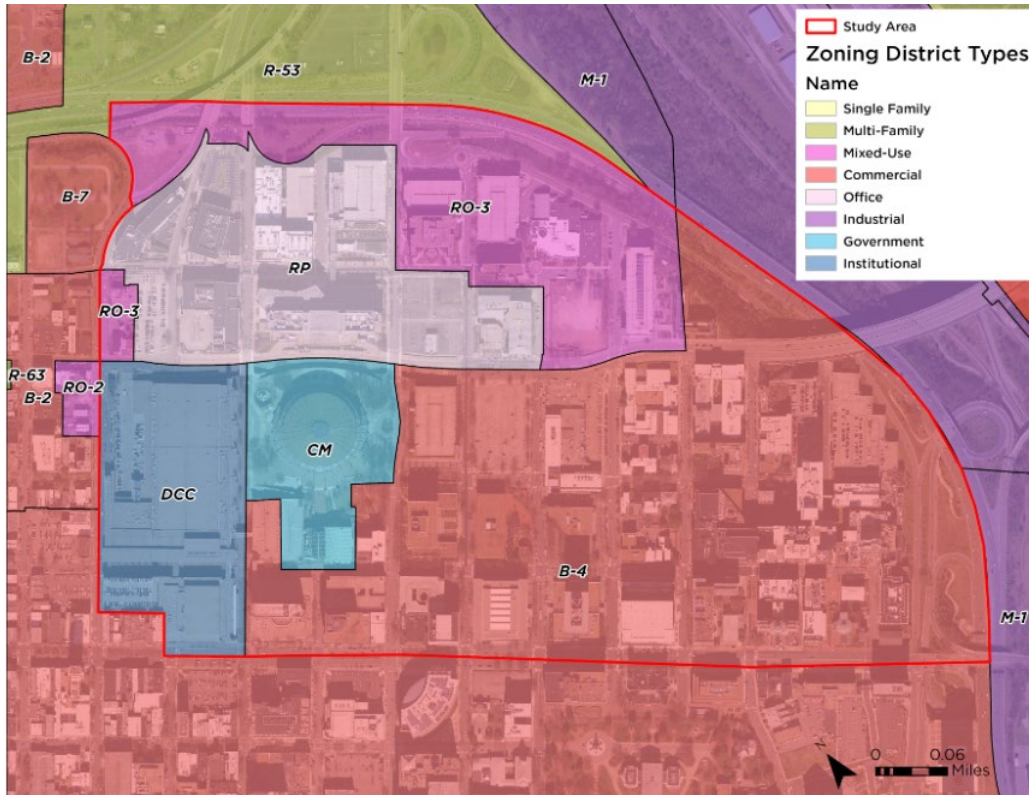 Study Area
Zoning District Types
Name
Single Family
Multi-Family
Mixed-Use
Commercial
Office
Industrial
Government
Institutional
B-2
R-53
M-1
B-7
RO-3
RP
RO-3
R-63
B-2
RO-2
CM
DCC
B-4
M-1
N
0 0.06
Miles